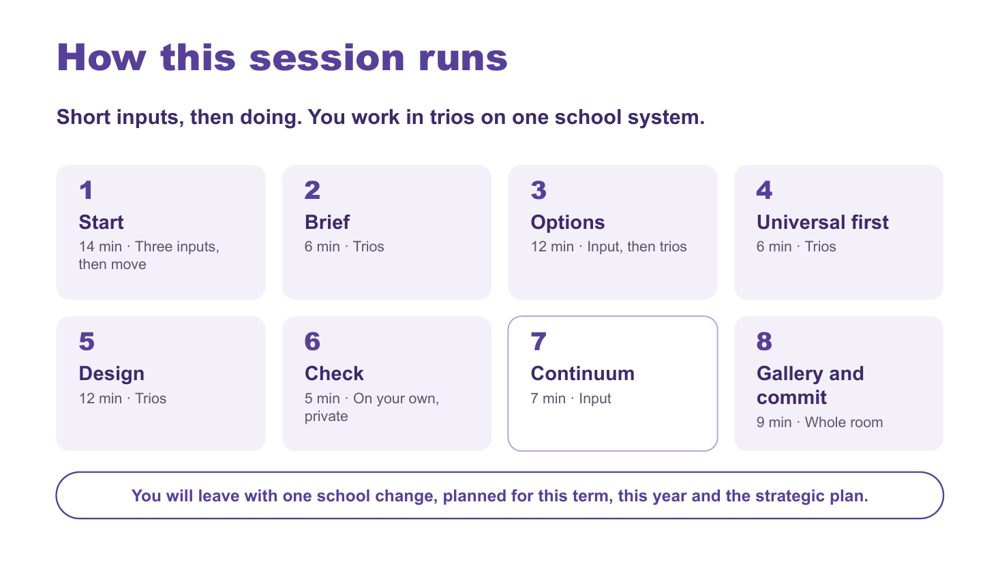 How this session runs
Short inputs, then doing. You work in trios on one school system.
1
Start
14 min · Three inputs,
then move
2
Brief
6 min · Trios
3
Options
12 min · Input, then trios
4
Universal first
6 min · Trios
5
Design
12 min · Trios
6
Check
5 min · On your own,
private
7
Continuum
7 min · Input
8
Gallery and
commit
9 min · Whole room
You will leave with one school change, planned for this term, this year and the strategic plan.